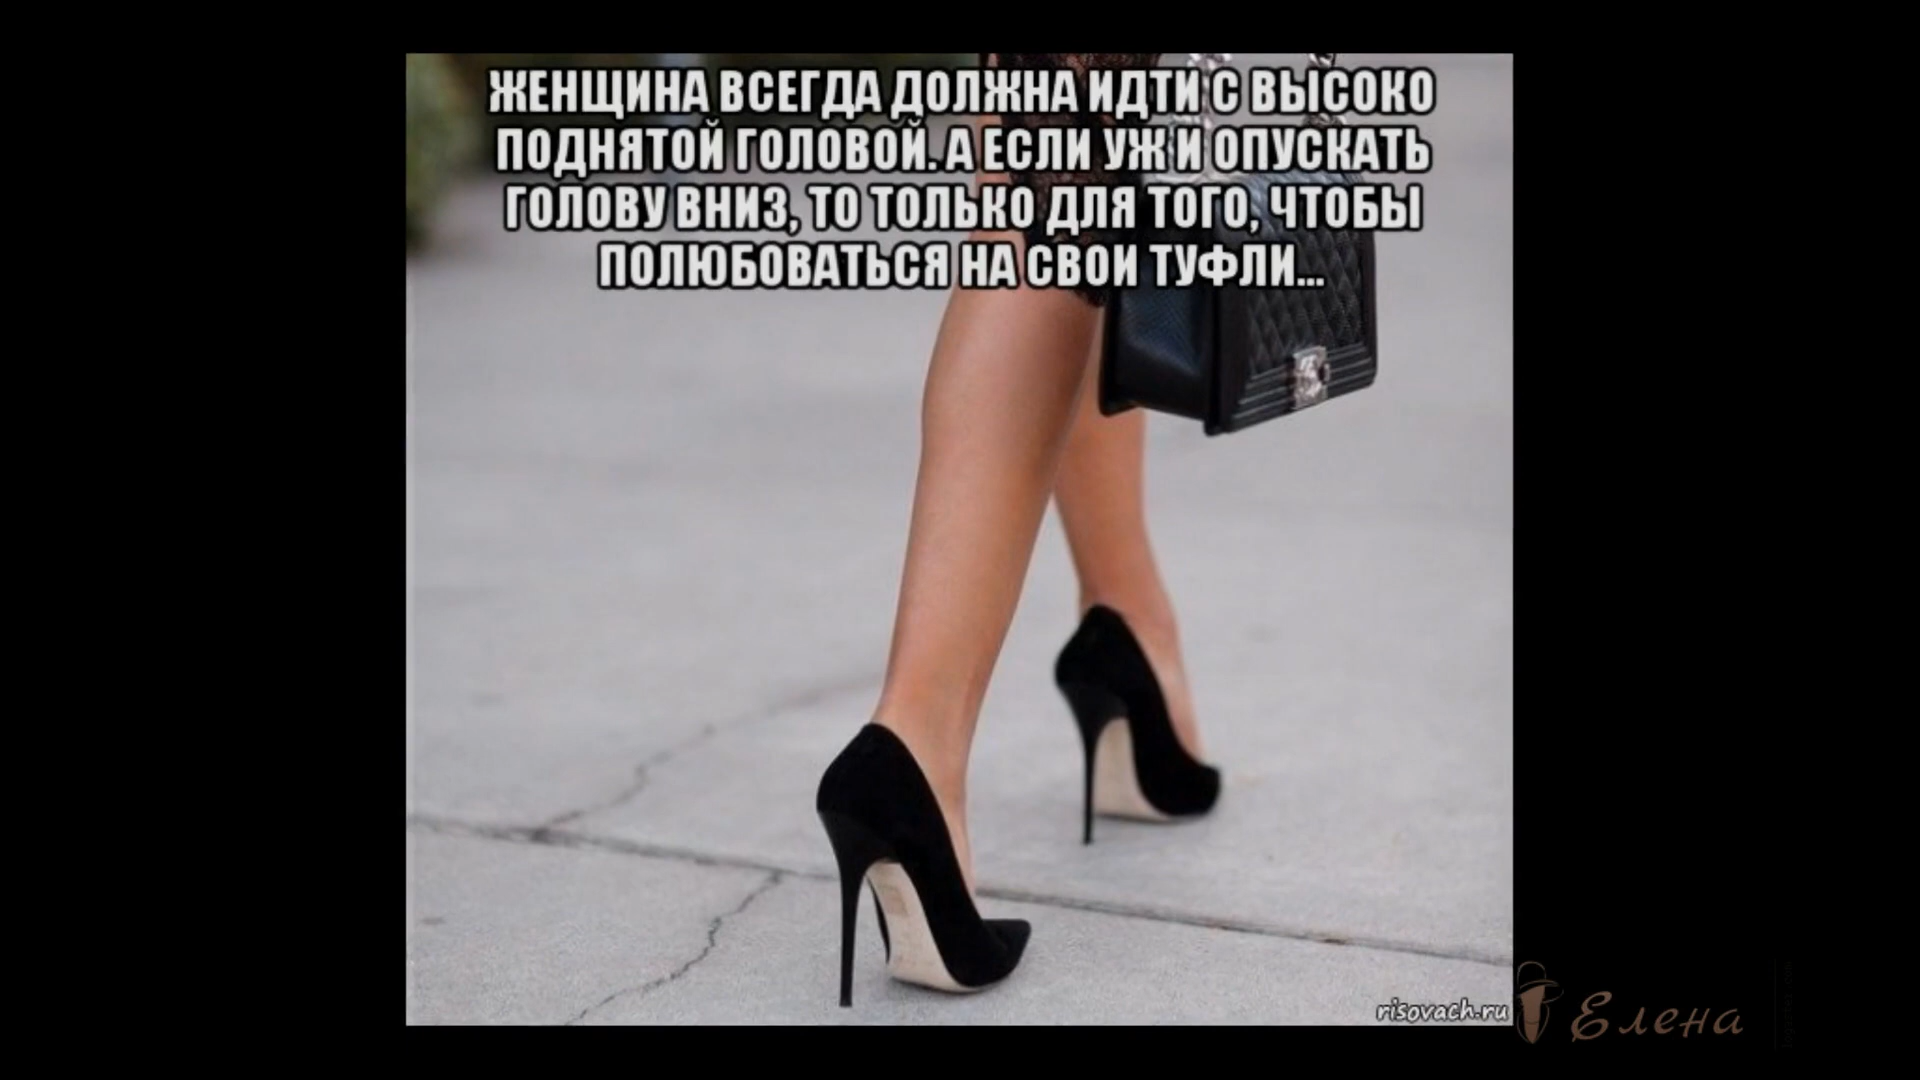 ЖЕНЩИНА ВСЕГДА ДОЛЖНА ИДТИ С ВЫСОКО
ПОДНЯТОЙ ГОЛОВОЙ. А ЕСЛИ УЖ И ОПУСКАТЬ
ГОЛОВУ ВНИЗ, ТО ТОЛЬКО ДЛЯ ТОГО, ЧТОБЫ
ПОЛЮБОВАТЬСЯ НА СВОИ ТУФЛИ...
risovach.ru
Елена